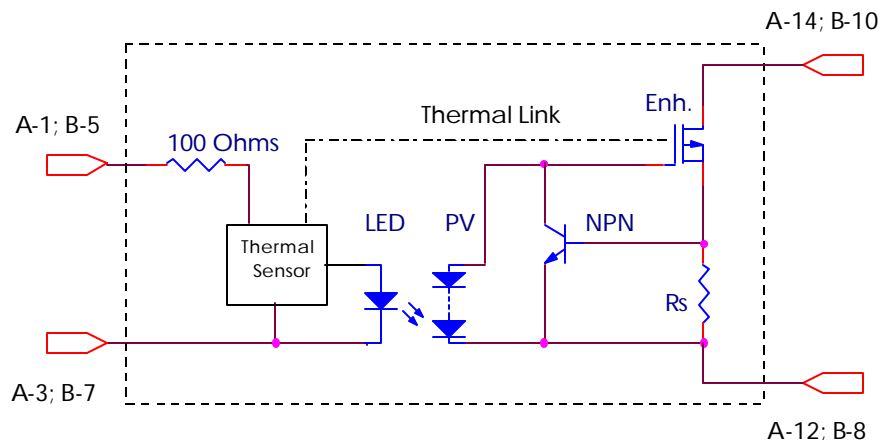 A-14; B-10
Enh.
Thermal Link
A-1; B-5
100 Ohms
LED
PV
NPN
Thermal
Sensor
Rs
A-3; B-7
A-12; B-8